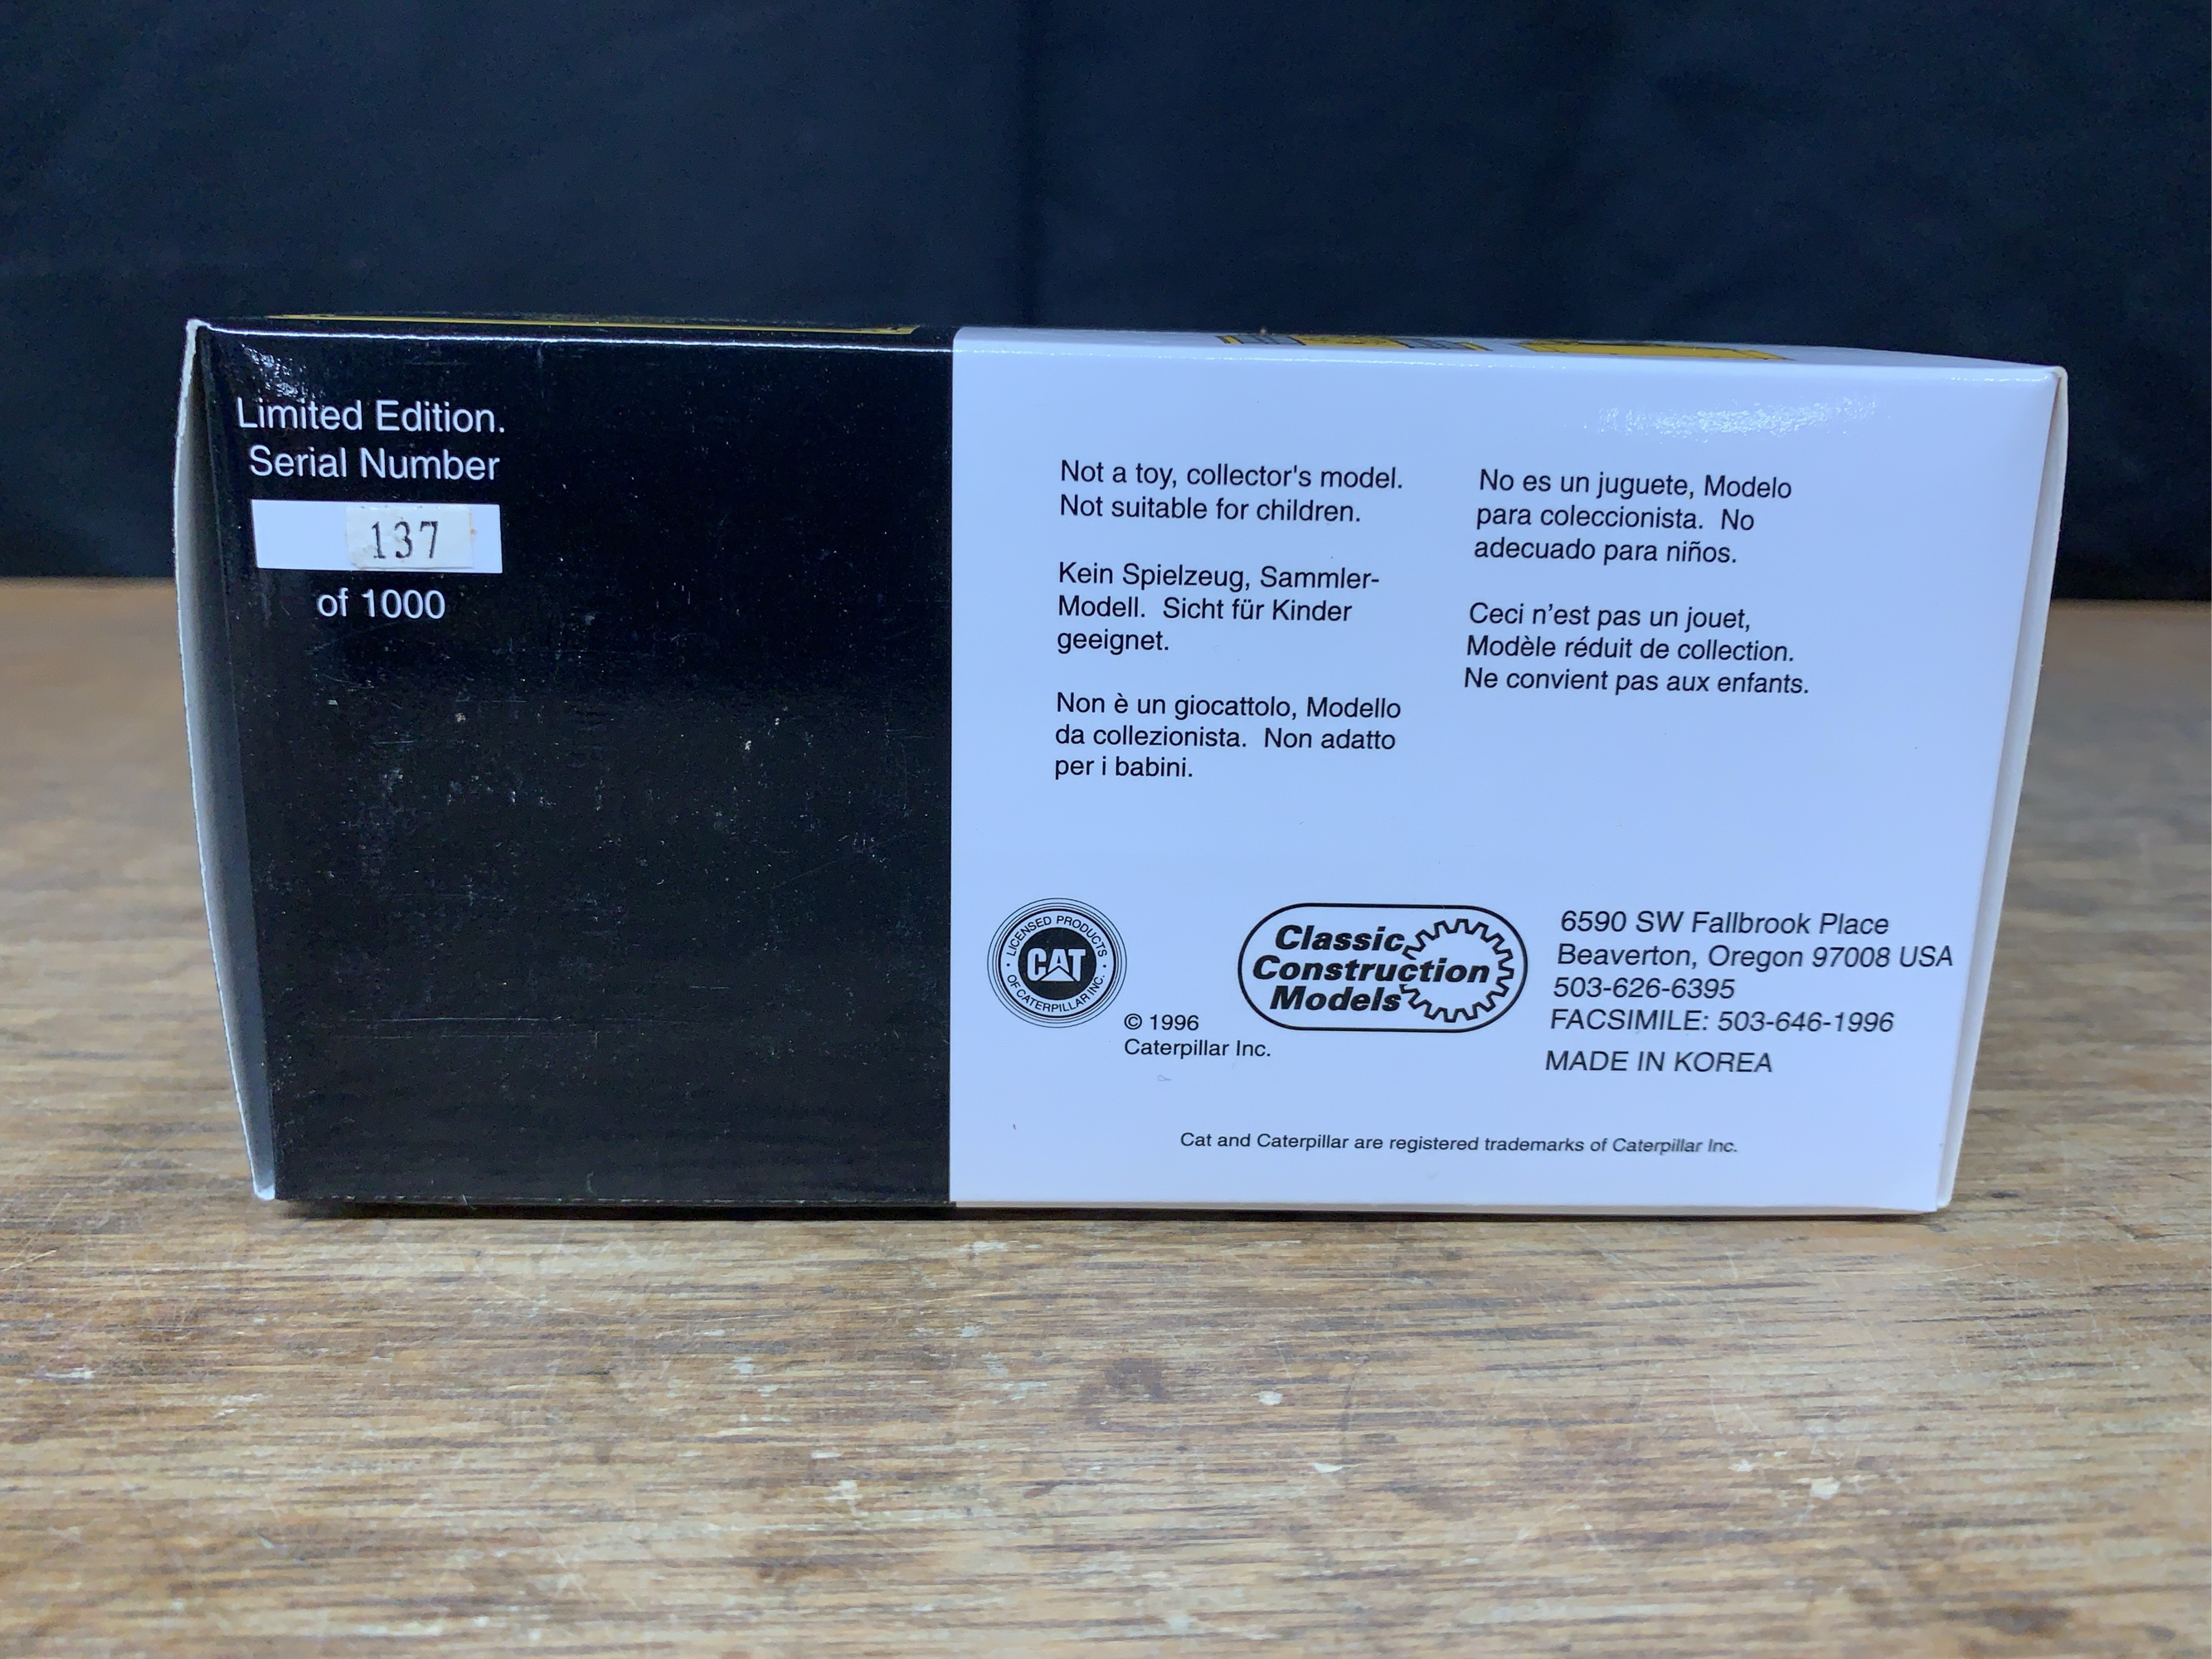 Limited Edition.
Serial Number
137
of 1000
Not a toy, collector's model.
Not suitable for children.
Kein Spielzeug, Sammler-
Modell.  Sicht für Kinder
geeignet.
Non è un giocattolo, Modello
da collezionista.  Non adatto
per i babini.
No es un juguete, Modelo
para coleccionista.  No
adecuado para niños.
Ceci n'est pas un jouet,
Modèle réduit de collection.
Ne convient pas aux enfants.
LICENSED PRODUCTS
CAT
OF CATERPILLAR INC.
© 1996
Caterpillar Inc.
Classic
Construction
Models
6590 SW Fallbrook Place
Beaverton, Oregon 97008 USA
503-626-6395
FACSIMILE: 503-646-1996
MADE IN KOREA
Cat and Caterpillar are registered trademarks of Caterpillar Inc.